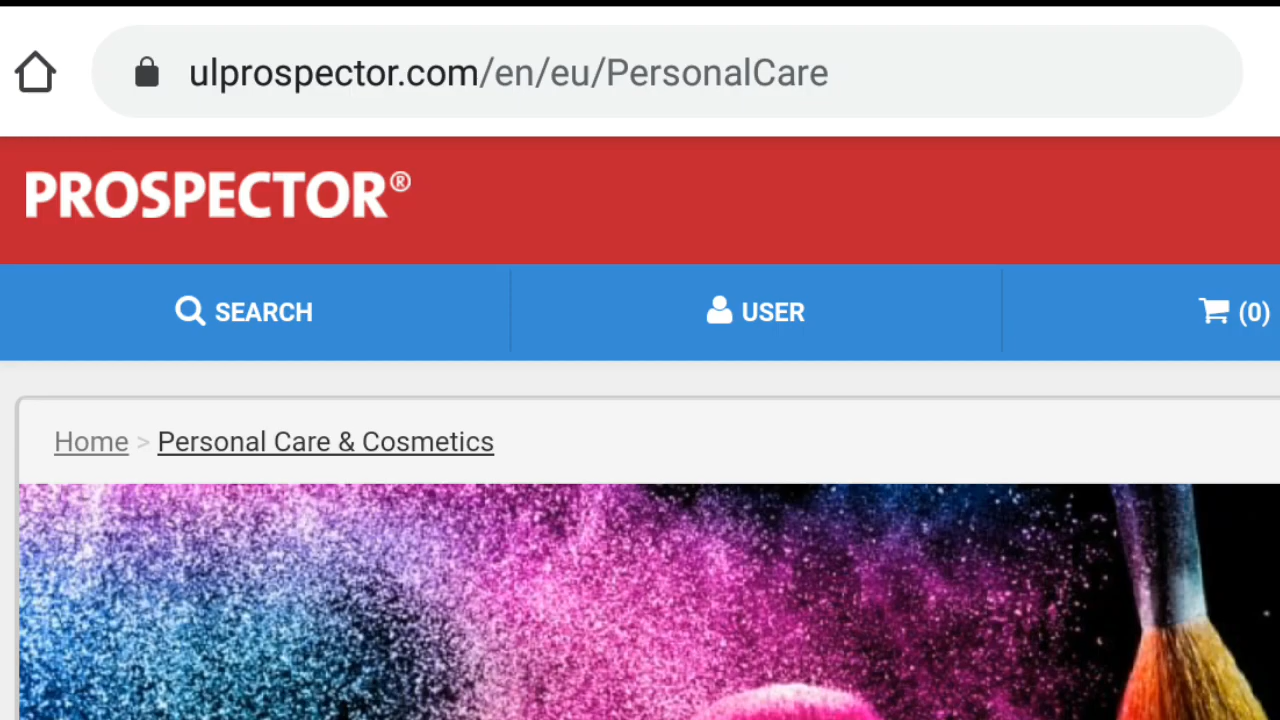 ulprospector.com/en/eu/PersonalCare
PROSPECTOR®
SEARCH USER (0)
Home > Personal Care & Cosmetics